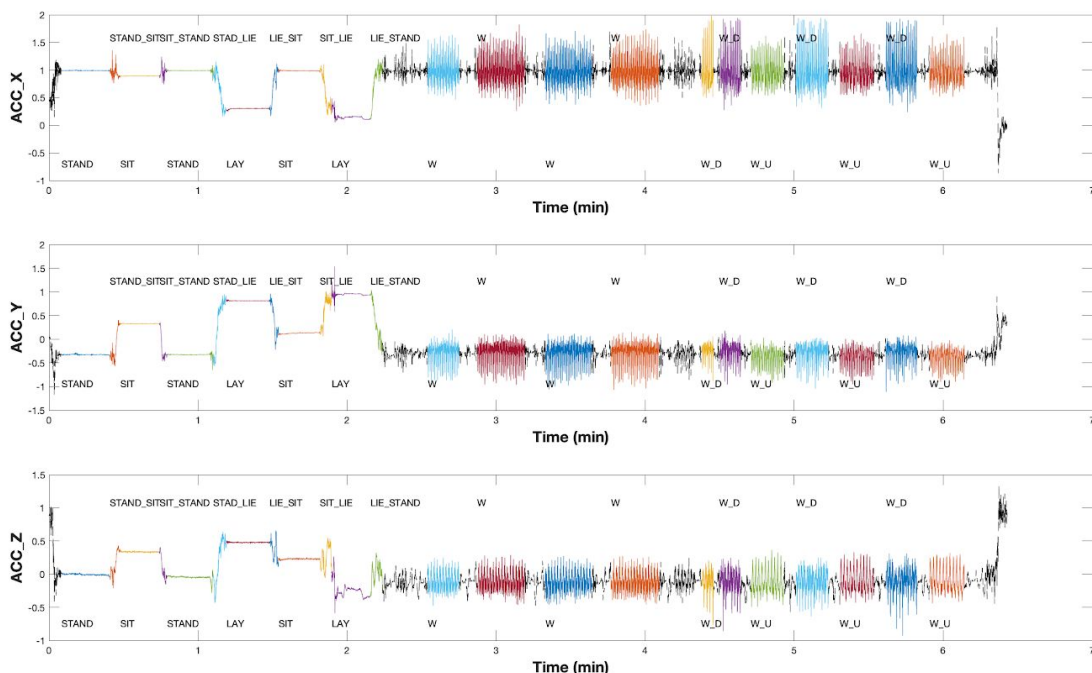 2
STAND_SITSIT_STAND STAD_LIE LIE_SIT SIT_LIE LIE_STAND W W W_D W_D W_D
1.5
1
0.5
0
-0.5
STAND SIT STAND LAY SIT LAY W W W_D W_U W_U W_U
-1
ACC_X
0 1 2 3 4 5 6 7
Time (min)
2
1.5
STAND_SITSIT_STAND STAD_LIE LIE_SIT SIT_LIE LIE_STAND W W W_D W_D W_D
1
0.5
0
-0.5
STAND SIT STAND LAY SIT LAY W W W_D W_U W_U W_U
-1
-1.5
ACC_Y
0 1 2 3 4 5 6 7
Time (min)
1.5
STAND_SITSIT_STAND STAD_LIE LIE_SIT SIT_LIE LIE_STAND W W W_D W_D W_D
1
0.5
0
-0.5
STAND SIT STAND LAY SIT LAY W W W_D W_U W_U W_U
-1
ACC_Z
0 1 2 3 4 5 6 7
Time (min)